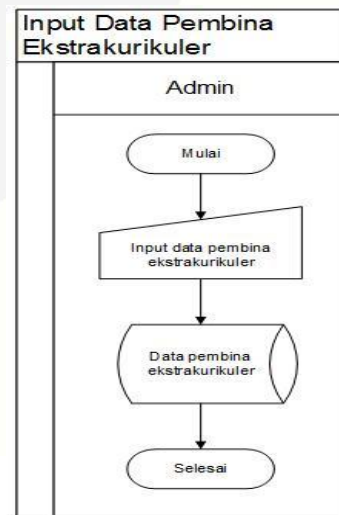 Input Data Pembina
Ekstrakurikuler
Admin
Mulai
Input data pembina
ekstrakurikuler
Data pembina
ekstrakurikuler
Selesai